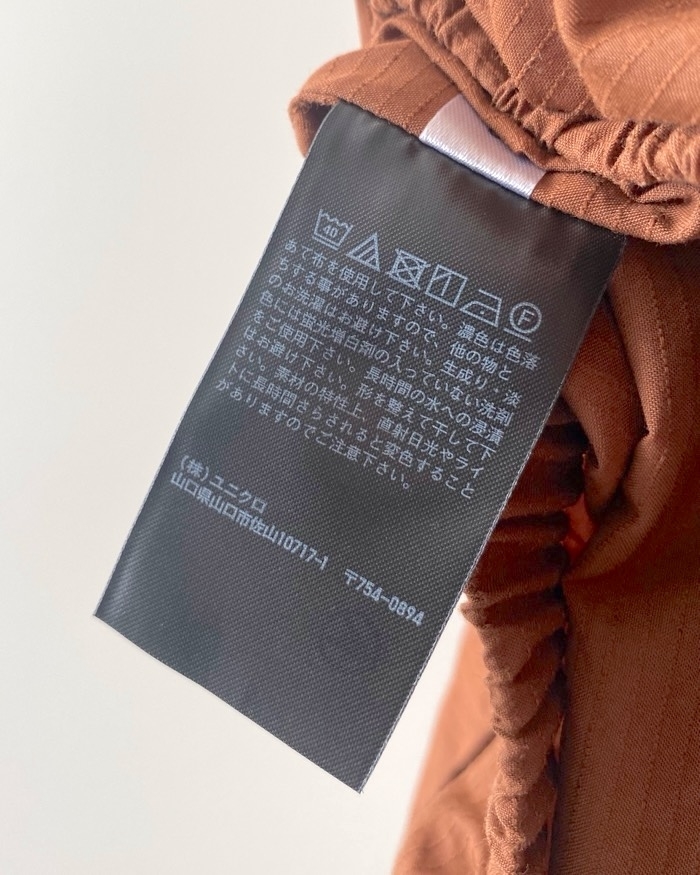 40
F
あて布を使用して下さい。濃色は色落
ちする事がありますので、他の物と
のお洗濯はお避け下さい。生成り／淡
色には蛍光増白剤の入っていない洗剤
をご使用下さい。長時間の水への浸漬
はお避け下さい。形を整えて干して下
さい。素材の特性上、直射日光やライ
トに長時間さらされると変色すること
がありますのでご注意下さい。
(株)ユニクロ
山口県山口市佐山10717-1 〒754-0894